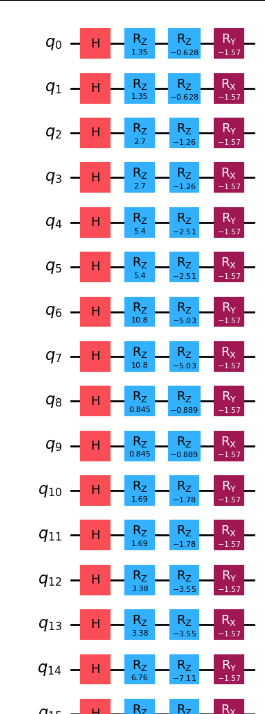 q0 H RZ 1.35 RZ −0.628 RY −1.57
q1 H RZ 1.35 RZ −0.628 RX −1.57
q2 H RZ 2.7 RZ −1.26 RY −1.57
q3 H RZ 2.7 RZ −1.26 RX −1.57
q4 H RZ 5.4 RZ −2.51 RY −1.57
q5 H RZ 5.4 RZ −2.51 RX −1.57
q6 H RZ 10.8 RZ −5.03 RY −1.57
q7 H RZ 10.8 RZ −5.03 RX −1.57
q8 H RZ 0.845 RZ −0.889 RY −1.57
q9 H RZ 0.845 RZ −0.889 RX −1.57
q10 H RZ 1.69 RZ −1.78 RY −1.57
q11 H RZ 1.69 RZ −1.78 RX −1.57
q12 H RZ 3.38 RZ −3.55 RY −1.57
q13 H RZ 3.38 RZ −3.55 RX −1.57
q14 H RZ 6.76 RZ −7.11 RY −1.57